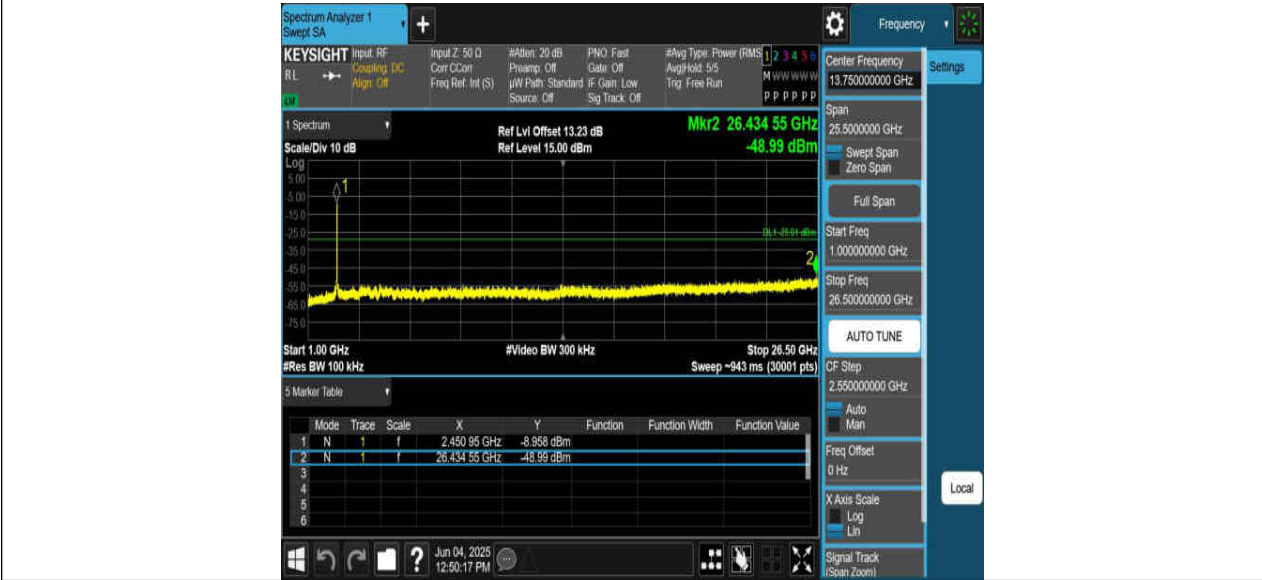 Spectrum Analyzer 1
Swept SA
+
Frequency
KEYSIGHT
RL
Input: RF
Coupling: DC
Align: Off
Input Z: 50 Ω
Corr CCorr
Freq Ref: Int (S)
#Atten: 20 dB
Preamp: Off
µW Path: Standard
Source: Off
PNO: Fast
Gate: Off
IF Gain: Low
Sig Track: Off
#Avg Type: Power (RMS
Avg|Hold: 5/5
Trig: Free Run
1 2 3 4 5 6
M W W W W W
P P P P P P
1 Spectrum
Scale/Div 10 dB
Ref Lvl Offset 13.23 dB
Ref Level 15.00 dBm
Mkr2 26.434 55 GHz
-48.99 dBm
Log
5.00
-5.00
-15.0
-25.0
-35.0
-45.0
-55.0
-65.0
-75.0
1
2
Start 1.00 GHz
#Res BW 100 kHz
#Video BW 300 kHz
Stop 26.50 GHz
Sweep ~943 ms (30001 pts)
5 Marker Table
Mode Trace Scale X Y Function Function Width Function Value
1 N 1 f 2.450 95 GHz -8.958 dBm
2 N 1 f 26.434 55 GHz -48.99 dBm
3
4
5
6
?
Jun 04, 2025
12:50:17 PM
Center Frequency
13.750000000 GHz
Settings
Span
25.5000000 GHz
Swept Span
Zero Span
Full Span
Start Freq
1.000000000 GHz
Stop Freq
26.500000000 GHz
AUTO TUNE
CF Step
2.550000000 GHz
Auto
Man
Freq Offset
0 Hz
X Axis Scale
Log
Lin
Signal Track
(Span Zoom)
Local